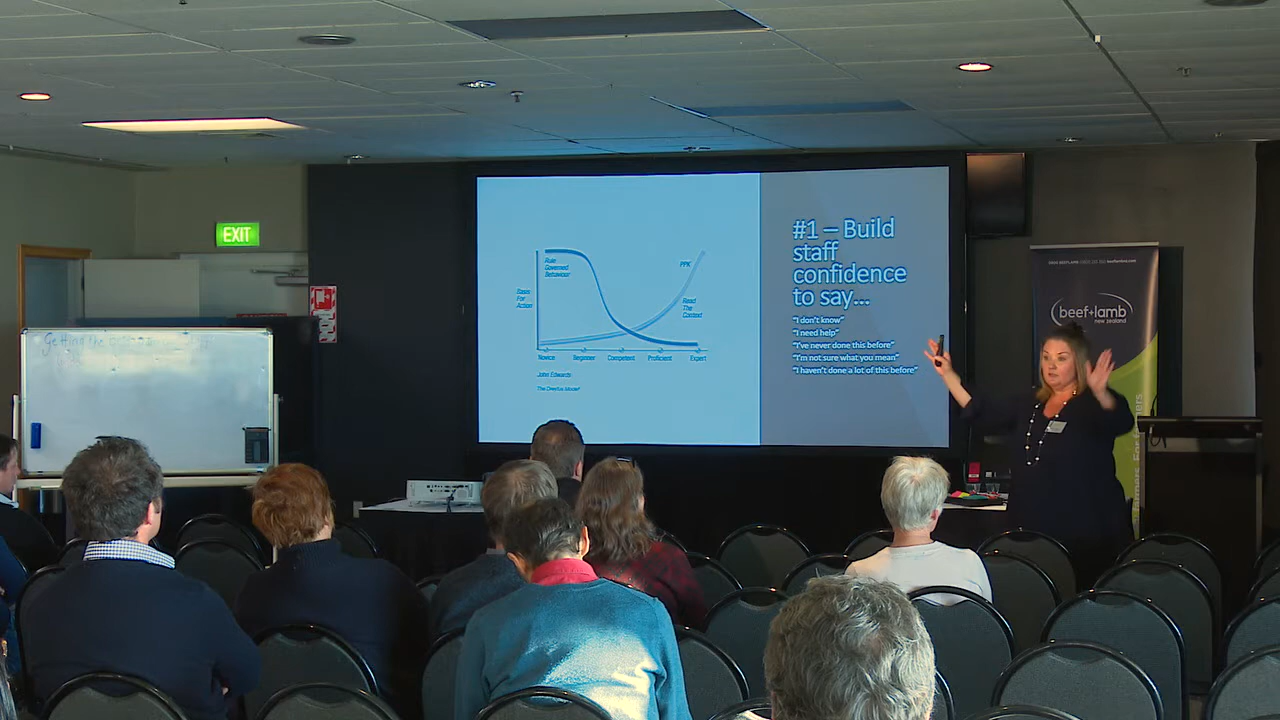 EXIT
#1 – Build
staff
confidence
to say...
"I don't know"
"I need help"
"I've never done this before"
"I'm not sure what you mean"
"I haven't done a lot of this before"
Rule
Governed
Behaviour
PPK
Basis
For
Action
Read
The
Context
Novice Beginner Competent Proficient Expert
John Edwards
The Dreyfus Model
beef+lamb
new zealand